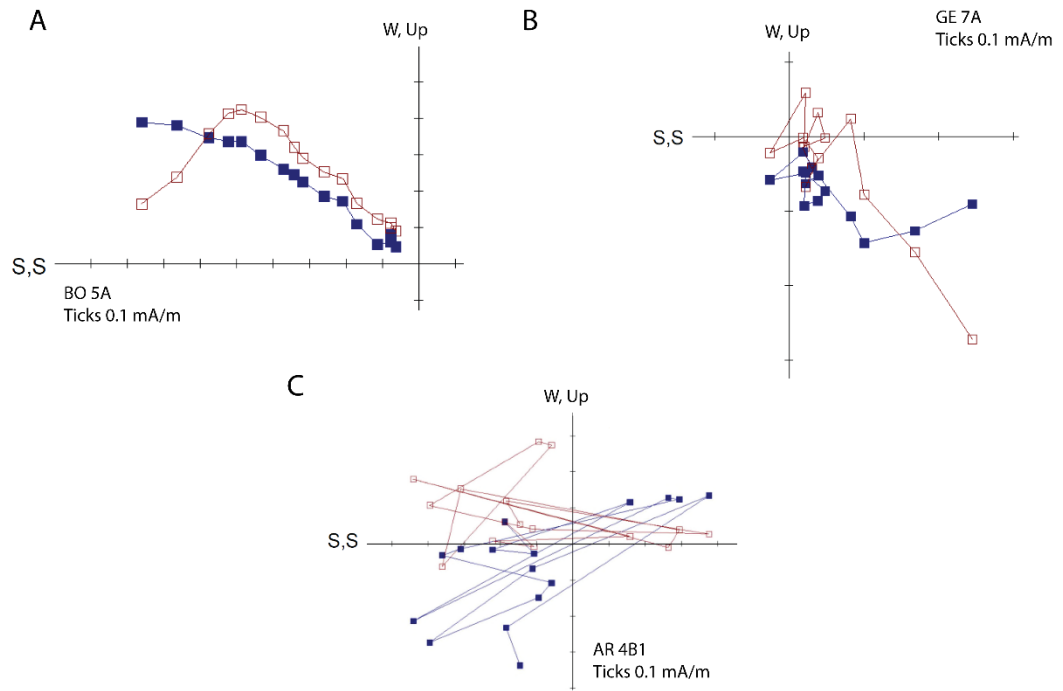 A
W, Up
S,S
BO 5A
Ticks 0.1 mA/m
B
W, Up
GE 7A
Ticks 0.1 mA/m
S,S
C
W, Up
S,S
AR 4B1
Ticks 0.1 mA/m